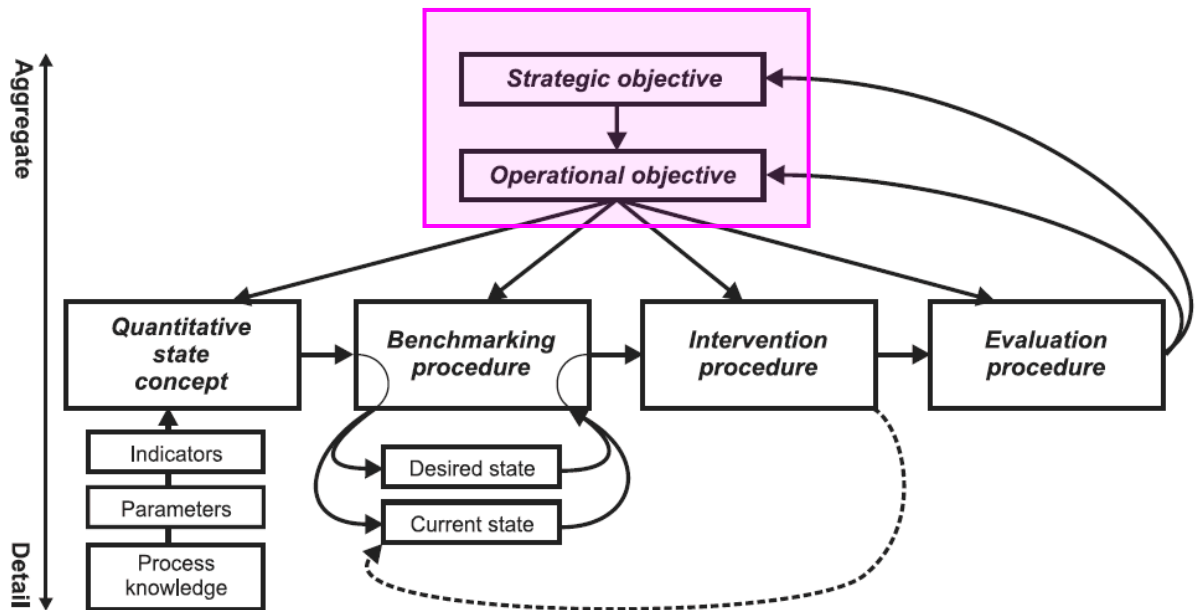 Aggregate
Detail
Strategic objective
Operational objective
Quantitative
state
concept
Benchmarking
procedure
Intervention
procedure
Evaluation
procedure
Indicators
Parameters
Process
knowledge
Desired state
Current state